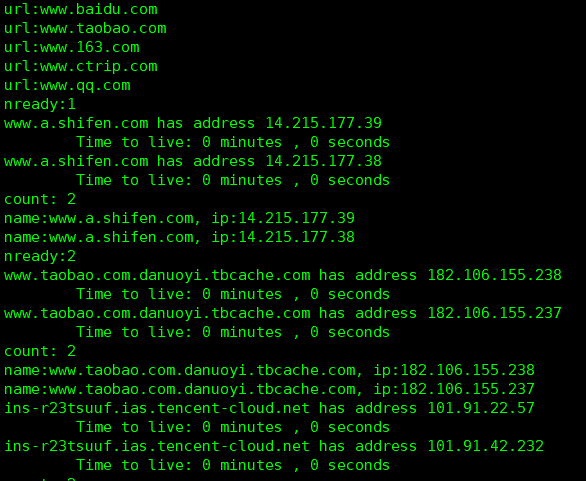 url:www.baidu.com
url:www.taobao.com
url:www.163.com
url:www.ctrip.com
url:www.qq.com
nready:1
www.a.shifen.com has address 14.215.177.39
Time to live: 0 minutes , 0 seconds
www.a.shifen.com has address 14.215.177.38
Time to live: 0 minutes , 0 seconds
count: 2
name:www.a.shifen.com, ip:14.215.177.39
name:www.a.shifen.com, ip:14.215.177.38
nready:2
www.taobao.com.danuoyi.tbcache.com has address 182.106.155.238
Time to live: 0 minutes , 0 seconds
www.taobao.com.danuoyi.tbcache.com has address 182.106.155.237
Time to live: 0 minutes , 0 seconds
count: 2
name:www.taobao.com.danuoyi.tbcache.com, ip:182.106.155.238
name:www.taobao.com.danuoyi.tbcache.com, ip:182.106.155.237
ins-r23tsuuf.ias.tencent-cloud.net has address 101.91.22.57
Time to live: 0 minutes , 0 seconds
ins-r23tsuuf.ias.tencent-cloud.net has address 101.91.42.232
Time to live: 0 minutes , 0 seconds